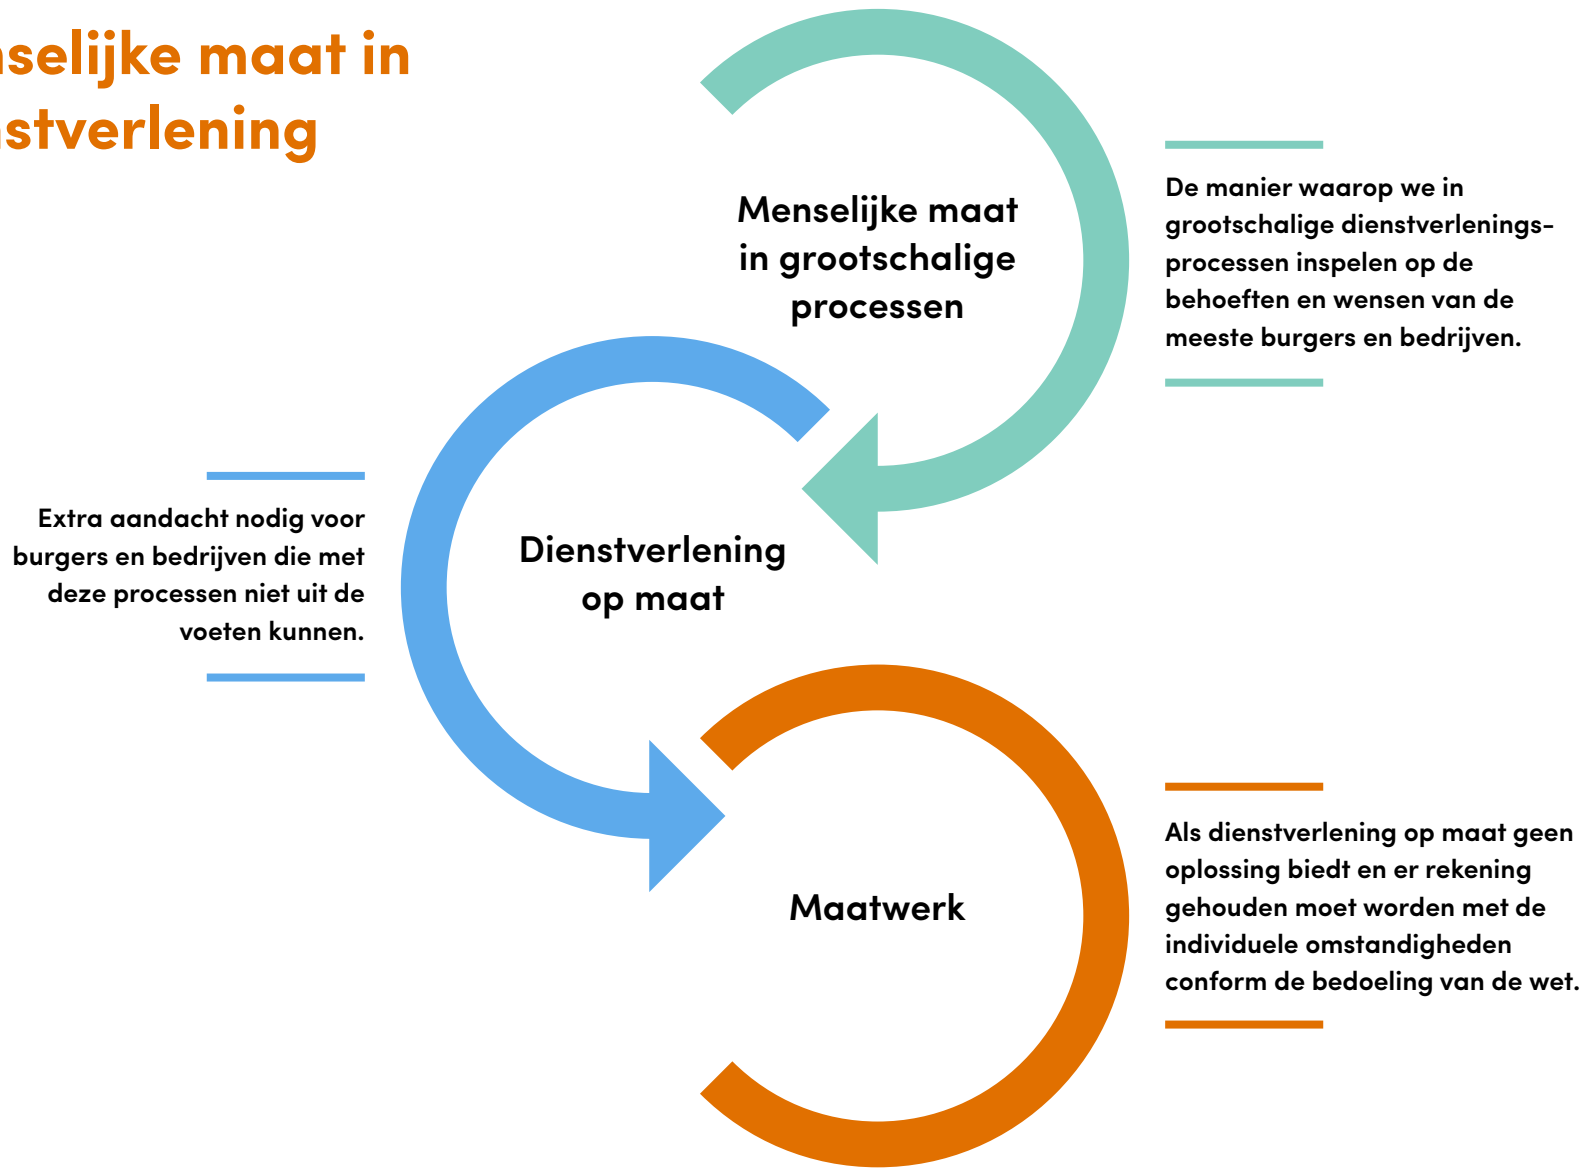 nselijke maat in
nstverlening
Menselijke maat
in grootschalige
processen
De manier waarop we in
grootschalige dienstverlenings-
processen inspelen op de
behoeften en wensen van de
meeste burgers en bedrijven.
Extra aandacht nodig voor
burgers en bedrijven die met
deze processen niet uit de
voeten kunnen.
Dienstverlening
op maat
Maatwerk
Als dienstverlening op maat geen
oplossing biedt en er rekening
gehouden moet worden met de
individuele omstandigheden
conform de bedoeling van de wet.